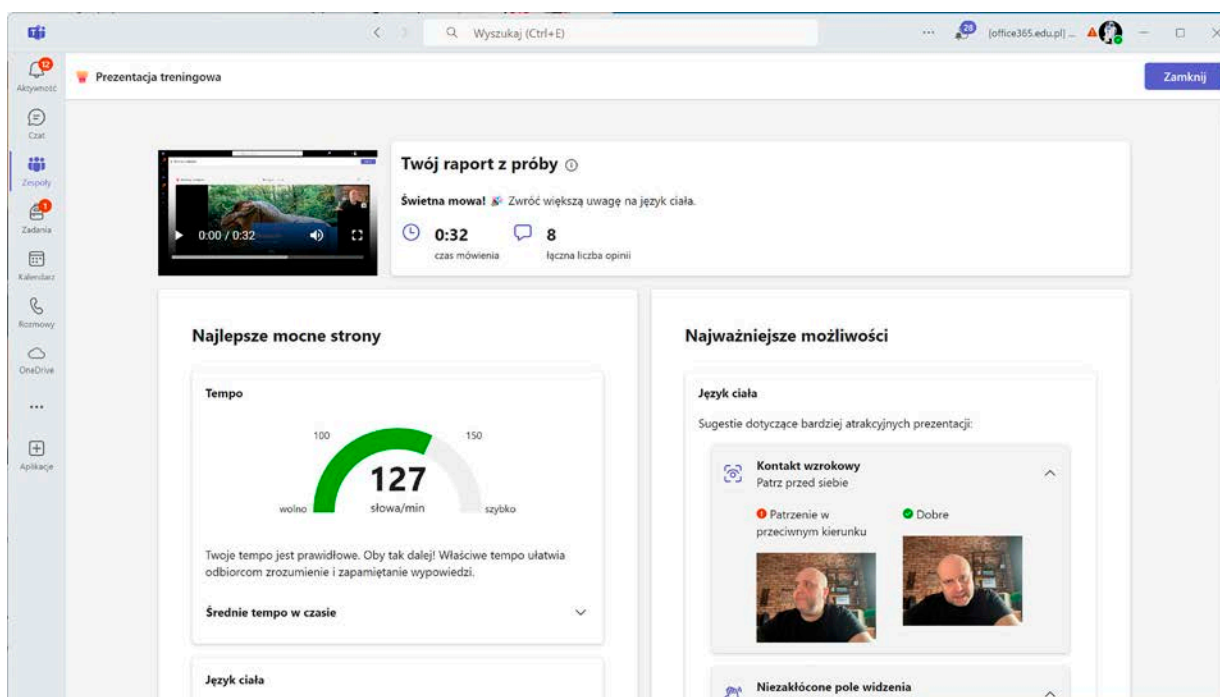 Wyszukaj (Ctrl+E)
28
[office365.edu.pl] ...
12
Aktywność
Prezentacja treningowa
Zamknij
Czat
Zespoły
1
Zadania
Kalendarz
Rozmowy
OneDrive
Aplikacje
0:00 / 0:32
Twój raport z próby
Świetna mowa! Zwróć większą uwagę na język ciała.
0:32
8
czas mówienia
łączna liczba opinii
Najlepsze mocne strony
Tempo
100
150
127
wolno
słowa/min
szybko
Twoje tempo jest prawidłowe. Oby tak dalej! Właściwe tempo ułatwia
odbiorcom zrozumienie i zapamiętanie wypowiedzi.
Średnie tempo w czasie
Język ciała
Najważniejsze możliwości
Język ciała
Sugestie dotyczące bardziej atrakcyjnych prezentacji:
Kontakt wzrokowy
Patrz przed siebie
Patrzenie w
przeciwnym kierunku
Dobre
Niezakłócone pole widzenia